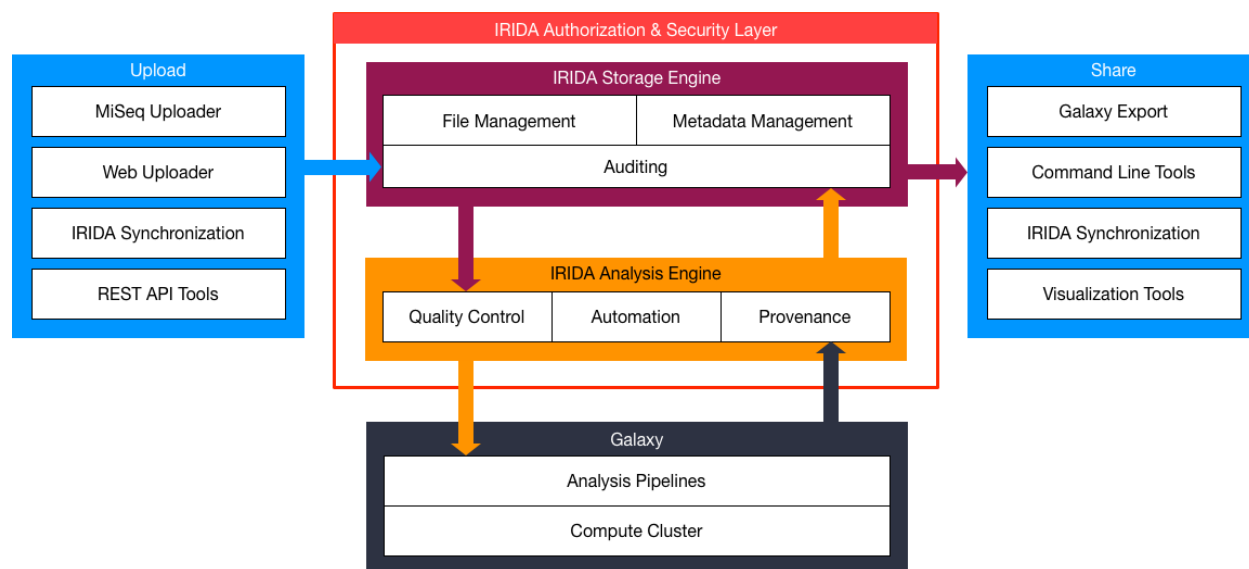 IRIDA Authorization & Security Layer
Upload
MiSeq Uploader
Web Uploader
IRIDA Synchronization
REST API Tools
IRIDA Storage Engine
File Management
Metadata Management
Auditing
IRIDA Analysis Engine
Quality Control
Automation
Provenance
Galaxy
Analysis Pipelines
Compute Cluster
Share
Galaxy Export
Command Line Tools
IRIDA Synchronization
Visualization Tools